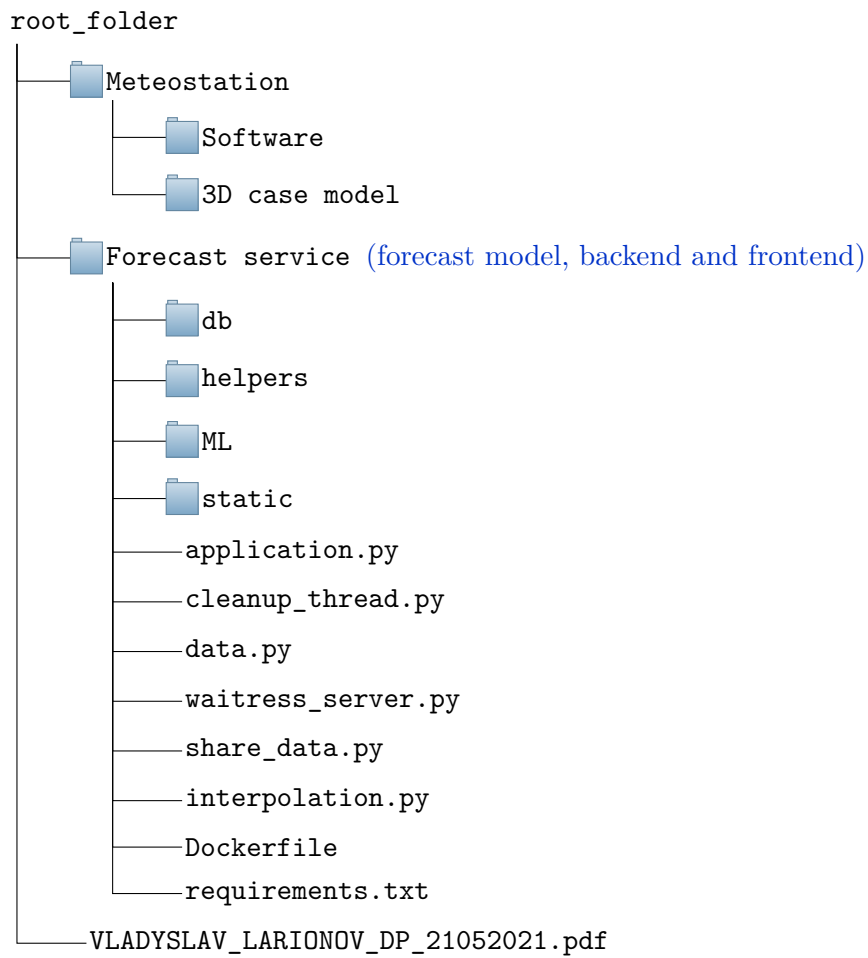 root_folder
Meteostation
Software
3D case model
Forecast service (forecast model, backend and frontend)
db
helpers
ML
static
application.py
cleanup_thread.py
data.py
waitress_server.py
share_data.py
interpolation.py
Dockerfile
requirements.txt
VLADYSLAV_LARIONOV_DP_21052021.pdf